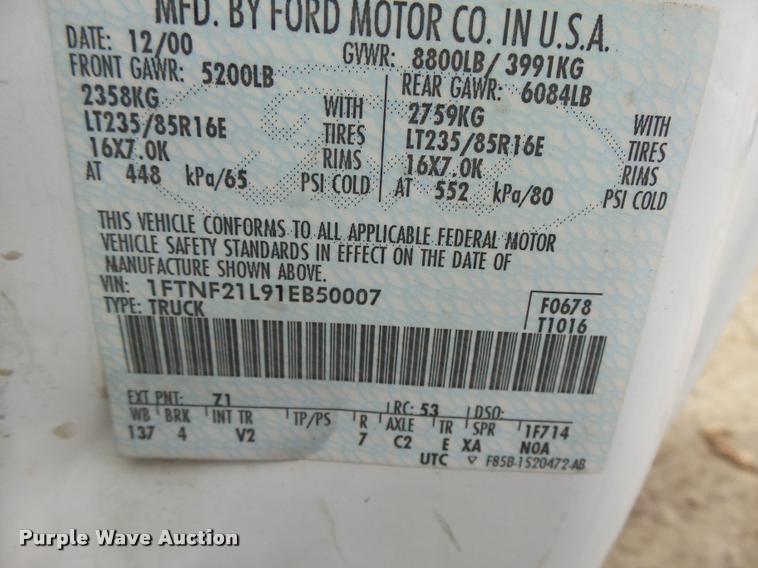 MFD. BY FORD MOTOR CO. IN U.S.A.
DATE: 12/00 GVWR: 8800LB/ 3991KG
FRONT GAWR: 5200LB REAR GAWR: 6084LB
2358KG WITH 2759KG WITH
LT235/85R16E TIRES LT235/85R16E TIRES
16X7.0K RIMS 16X7.0K RIMS
AT 448 kPa/65 PSI COLD AT 552 kPa/80 PSI COLD
THIS VEHICLE CONFORMS TO ALL APPLICABLE FEDERAL MOTOR
VEHICLE SAFETY STANDARDS IN EFFECT ON THE DATE OF
MANUFACTURE SHOWN ABOVE.
VIN: 1FTNF21L91EB50007
TYPE: TRUCK
F0678
T1016
EXT PNT: Z1 RC: 53 DSO:
WB BRK INT TR TP/PS R AXLE TR SPR 1F714
137 4 V2 7 C2 E XA N0A
UTC ▽ F85B-1520472-AB
Purple Wave Auction